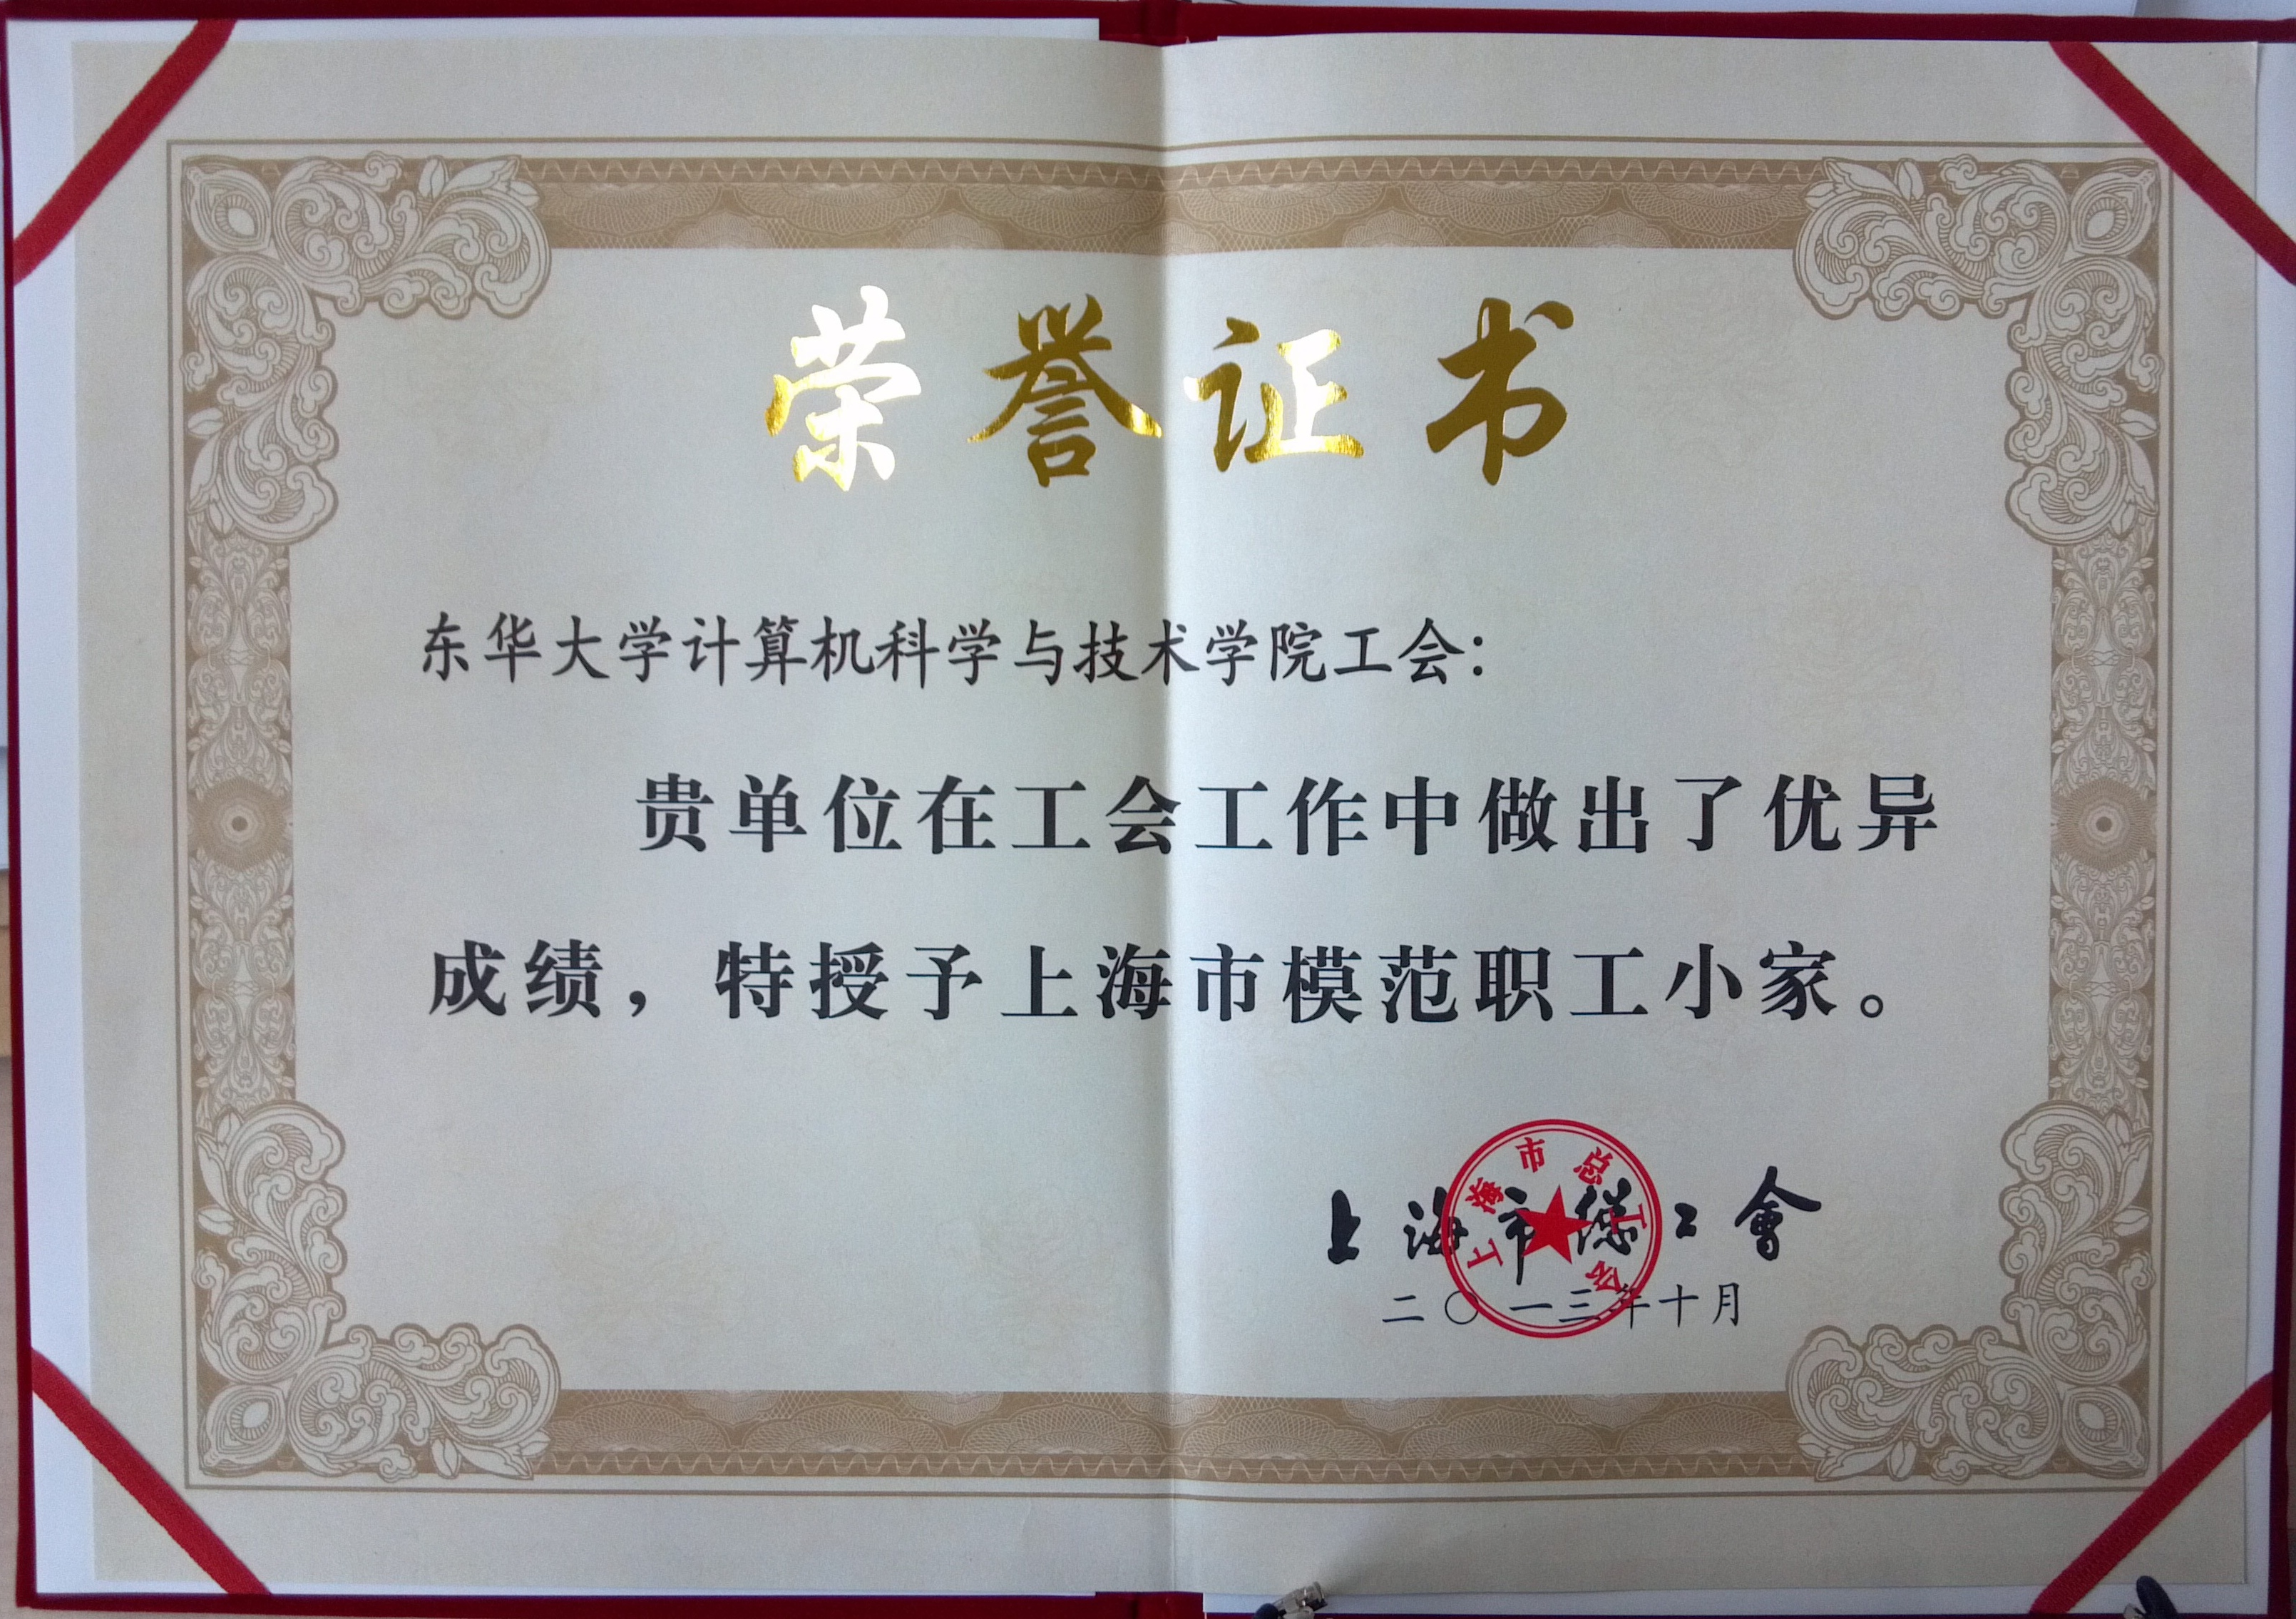 荣誉证书
东华大学计算机科学与技术学院工会：
贵单位在工会工作中做出了优异
成绩，特授予上海市模范职工小家。
上海市總工會
上海市总工会
二〇一三年十月